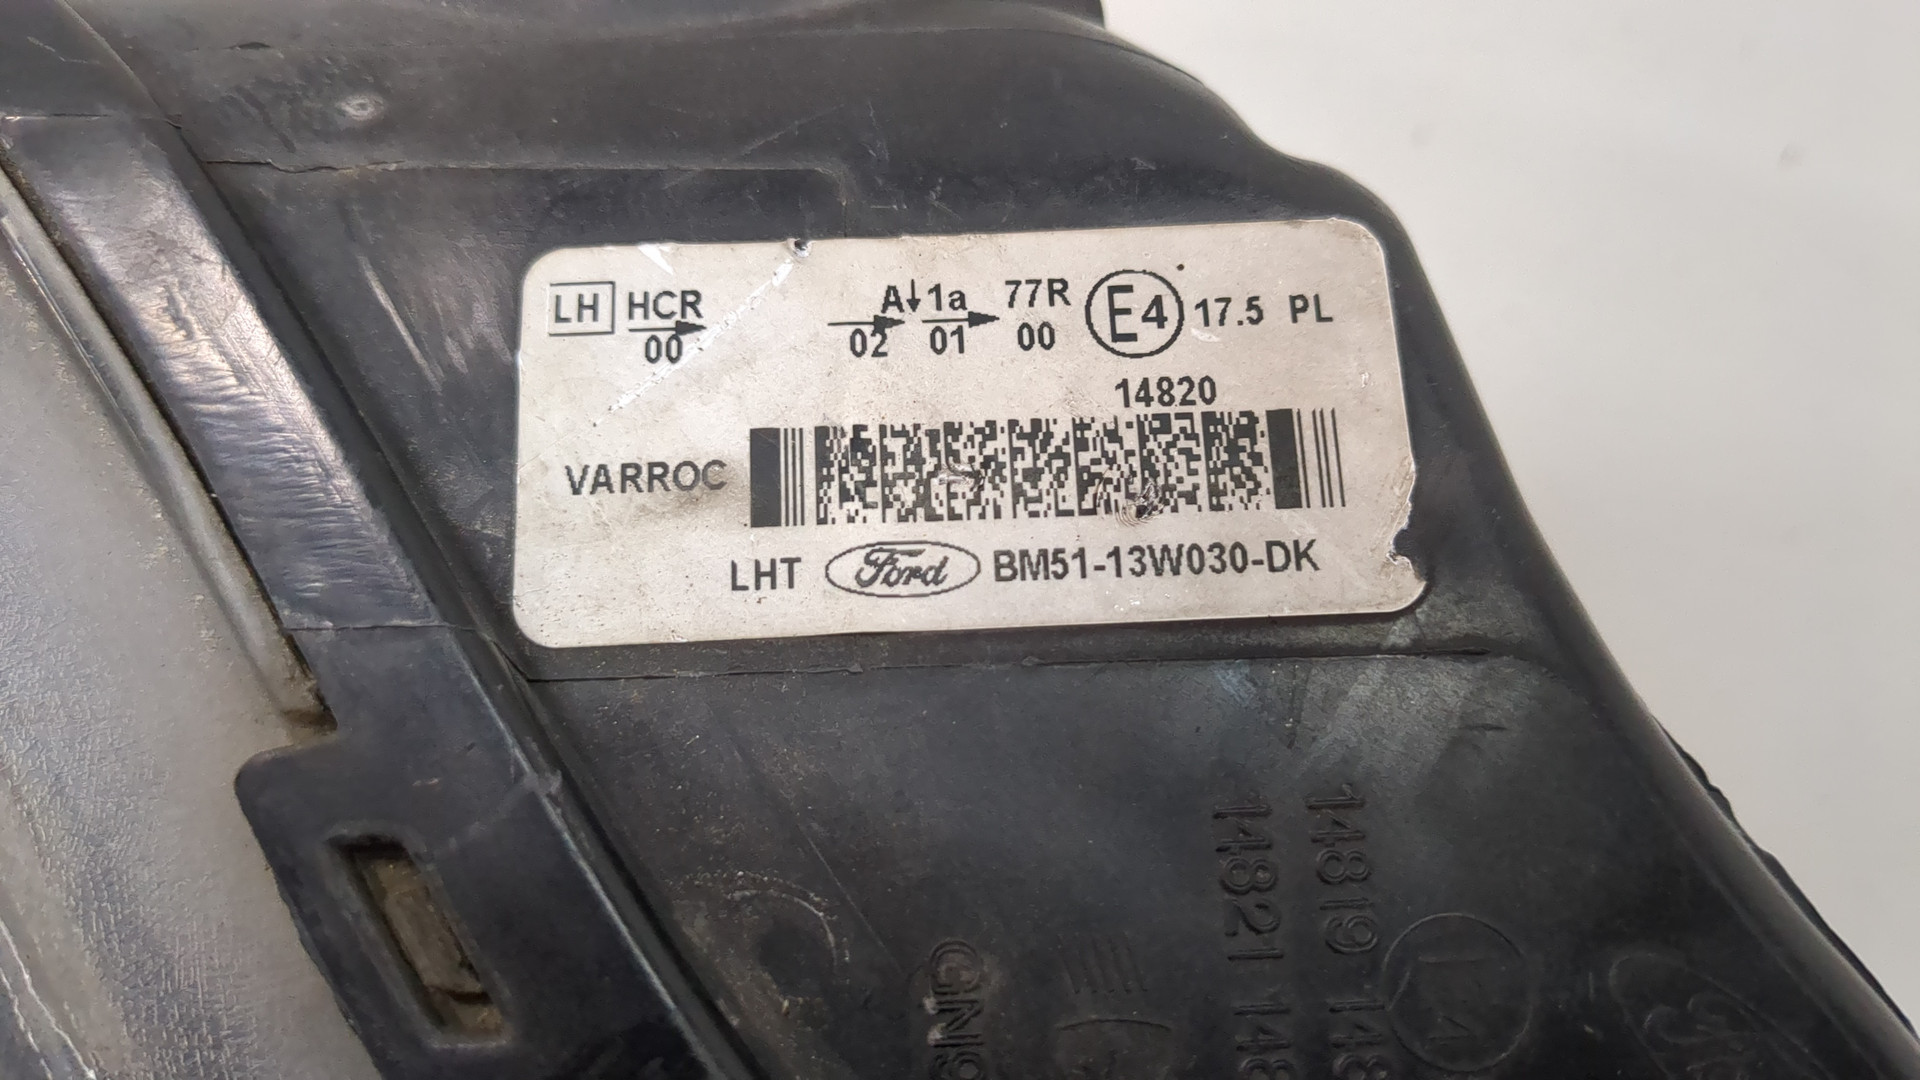 LH HCR A↓ 1a 77R E4 17.5 PL
00 02 01 00
14820
VARROC
LHT Ford BM51-13W030-DK
14819
14821